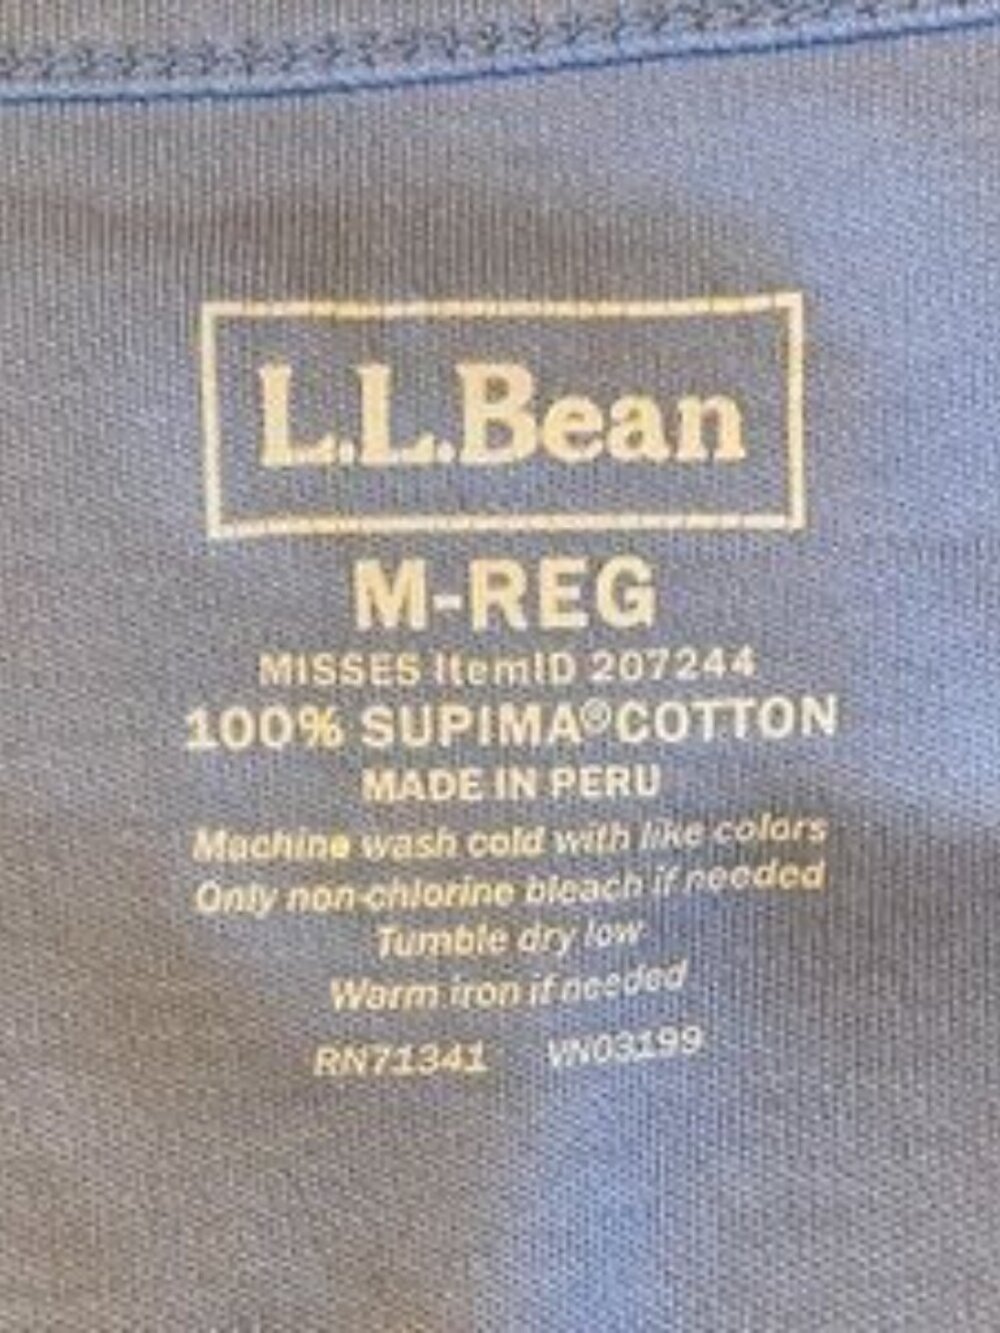 L.L.Bean
M-REG
MISSES ItemID 207244
100% SUPIMA®COTTON
MADE IN PERU
Machine wash cold with like colors
Only non-chlorine bleach if needed
Tumble dry low
Warm iron if needed
RN71341 VN03199